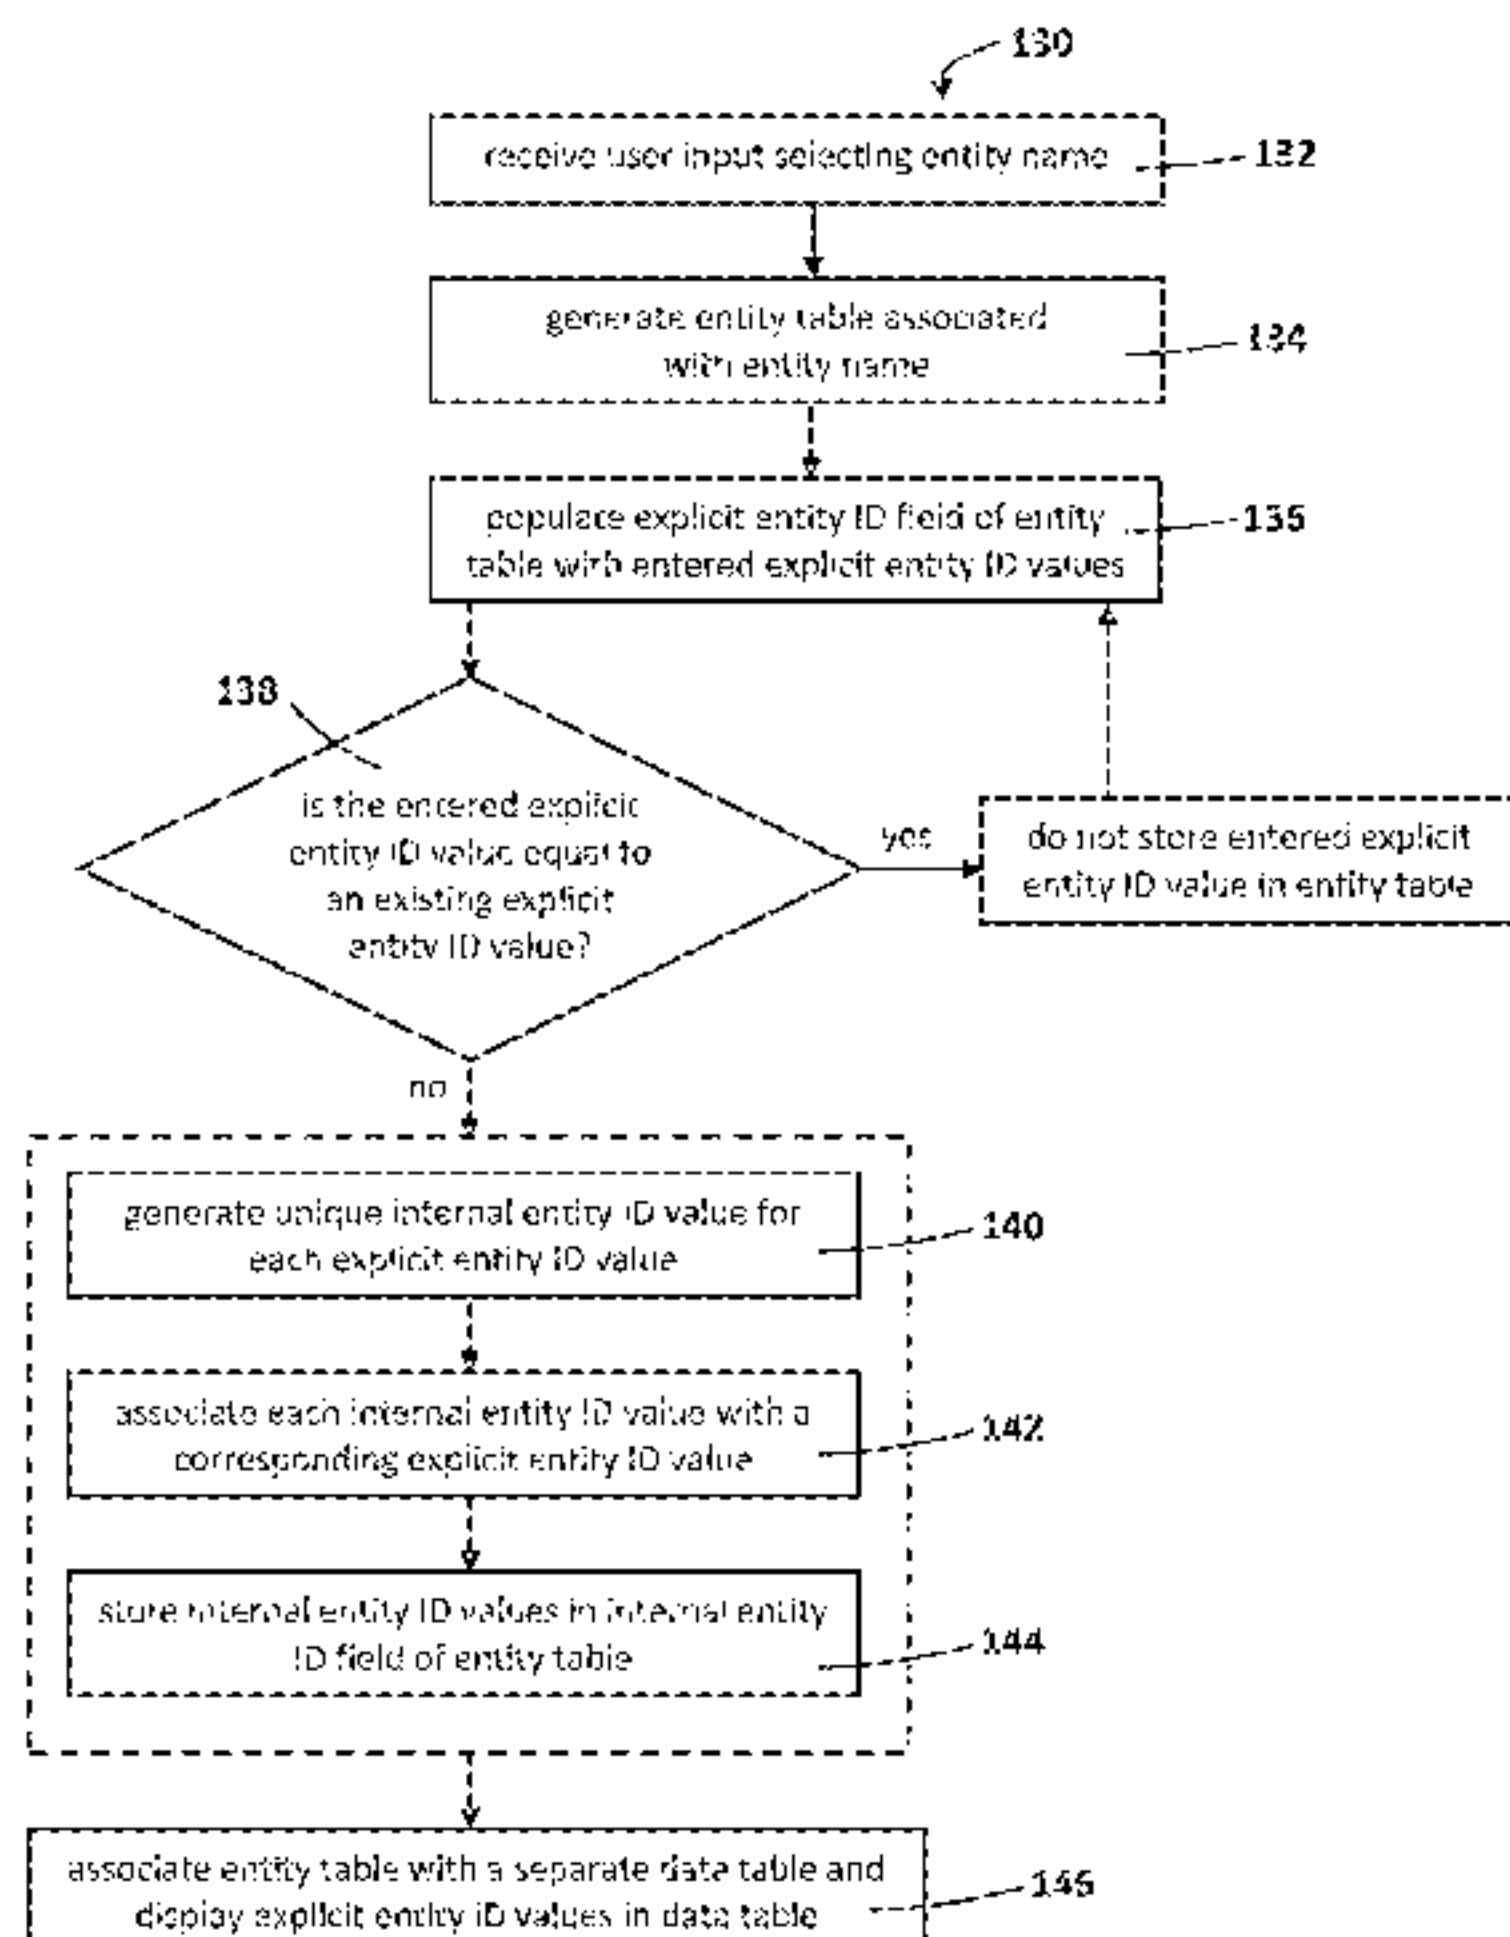 130
receive user input selecting entity name
132
generate entity table associated
with entity name
134
populate explicit entity ID field of entity
table with entered explicit entity ID values
136
138
is the entered explicit
entity ID value equal to
an existing explicit
entity ID value?
yes
do not store entered explicit
entity ID value in entity table
no
generate unique internal entity ID value for
each explicit entity ID value
140
associate each internal entity ID value with a
corresponding explicit entity ID value
142
store internal entity ID values in internal entity
ID field of entity table
144
associate entity table with a separate data table and
display explicit entity ID values in data table
146